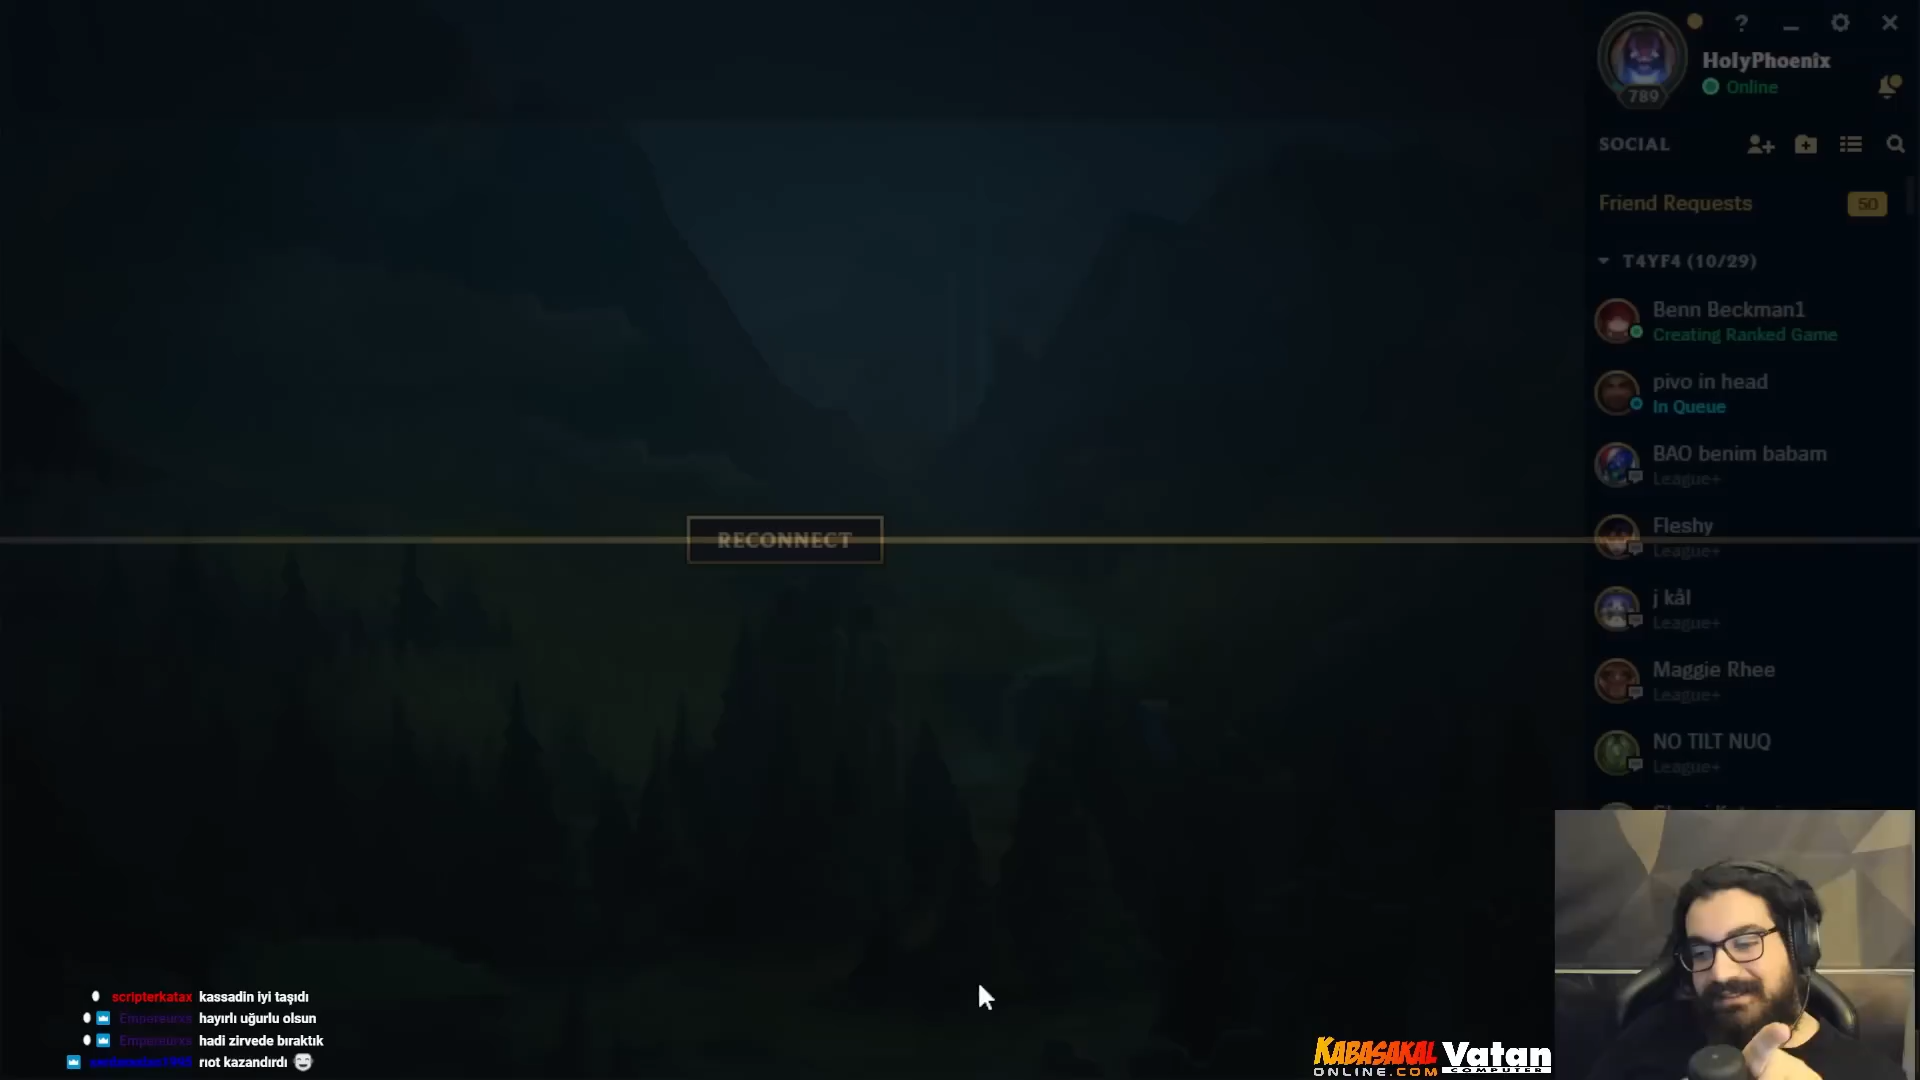 ?
HolyPhoenix
Online
789
SOCIAL
Friend Requests
50
T4YF4 (10/29)
Benn Beckman1
Creating Ranked Game
pivo in head
In Queue
BAO benim babam
League+
Fleshy
League+
RECONNECT
j kâl
League+
Maggie Rhee
League+
NO TILT NUQ
League+
scripterkatax kassadin iyi taşıdı
hayırlı uğurlu olsun
hadi zirvede bıraktık
rıot kazandırdı
KABASAKAL
ONLINE.COM
Vatan
COMPUTER